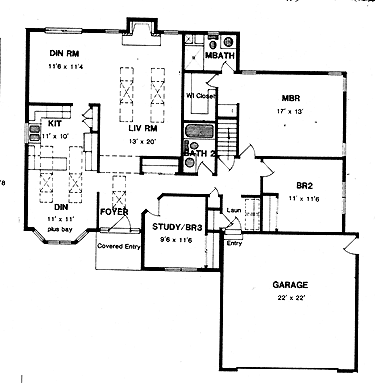 DIN RM
11'6 x 11'4
MBATH
WI Closet
MBR
17' x 13'
KIT
11' x 10'
LIV RM
13' x 20'
BATH 2
BR2
11' x 11'6
DIN
11' x 11'
plus bay
FOYER
Laun
STUDY/BR3
9'6 x 11'6
Covered Entry
Entry
GARAGE
22' x 22'